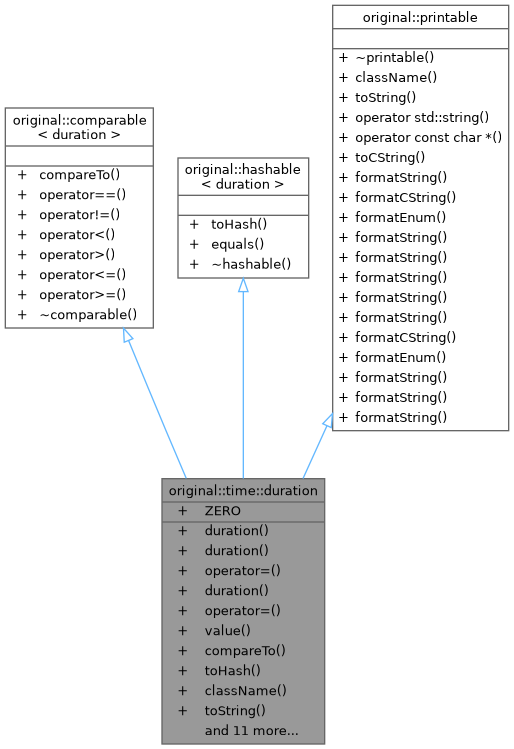 original::printable
+ ~printable()
+ className()
+ toString()
+ operator std::string()
+ operator const char *()
+ toCString()
+ formatString()
+ formatCString()
+ formatEnum()
+ formatString()
+ formatString()
+ formatString()
+ formatString()
+ formatString()
+ formatCString()
+ formatEnum()
+ formatString()
+ formatString()
+ formatString()
original::comparable
< duration >
+ compareTo()
+ operator==()
+ operator!=()
+ operator<()
+ operator>()
+ operator<=()
+ operator>=()
+ ~comparable()
original::hashable
< duration >
+ toHash()
+ equals()
+ ~hashable()
original::time::duration
+ ZERO
+ duration()
+ duration()
+ operator=()
+ duration()
+ operator=()
+ value()
+ compareTo()
+ toHash()
+ className()
+ toString()
and 11 more...